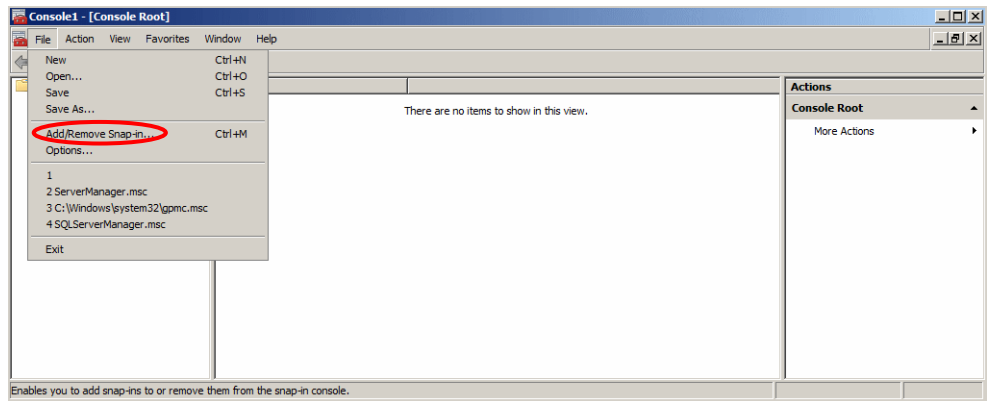 Console1 - [Console Root]
File Action View Favorites Window Help
New Ctrl+N
Open... Ctrl+O
Save Ctrl+S
Save As...
Add/Remove Snap-in... Ctrl+M
Options...
1
2 ServerManager.msc
3 C:\Windows\system32\gpmc.msc
4 SQLServerManager.msc
Exit
There are no items to show in this view.
Actions
Console Root
More Actions
Enables you to add snap-ins to or remove them from the snap-in console.